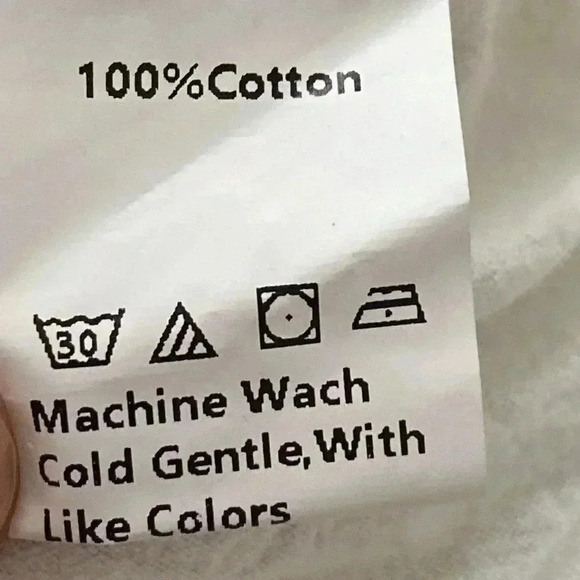 100%Cotton
30
Machine Wach
Cold Gentle,With
Like Colors